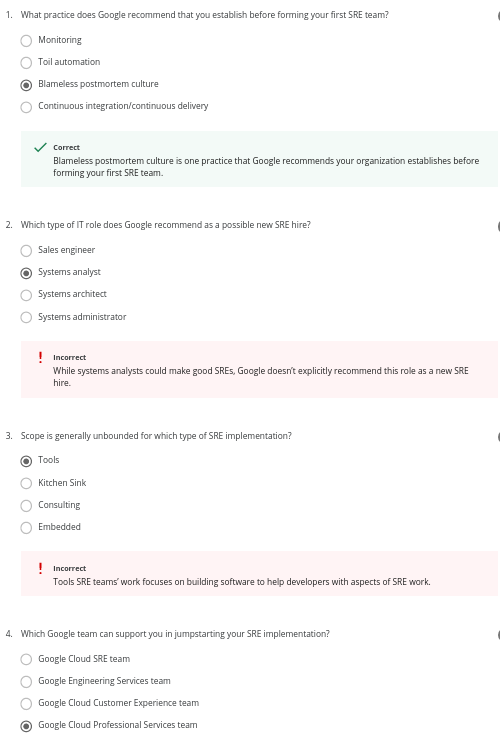 1. What practice does Google recommend that you establish before forming your first SRE team?
Monitoring
Toil automation
Blameless postmortem culture
Continuous integration/continuous delivery
Correct
Blameless postmortem culture is one practice that Google recommends your organization establishes before
forming your first SRE team.
2. Which type of IT role does Google recommend as a possible new SRE hire?
Sales engineer
Systems analyst
Systems architect
Systems administrator
Incorrect
While systems analysts could make good SREs, Google doesn't explicitly recommend this role as a new SRE
hire.
3. Scope is generally unbounded for which type of SRE implementation?
Tools
Kitchen Sink
Consulting
Embedded
Incorrect
Tools SRE teams' work focuses on building software to help developers with aspects of SRE work.
4. Which Google team can support you in jumpstarting your SRE implementation?
Google Cloud SRE team
Google Engineering Services team
Google Cloud Customer Experience team
Google Cloud Professional Services team